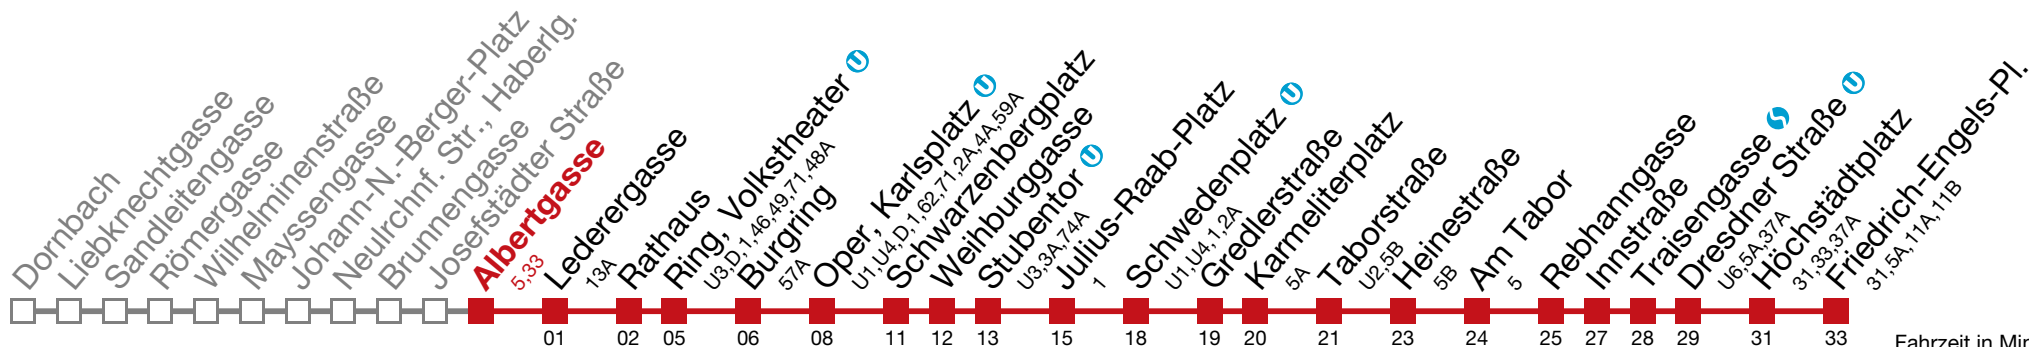 Dornbach
Liebknechtgasse
Sandleitengasse
Römergasse
Wilhelminenstraße
Mayssengasse
Johann-N.-Berger-Platz
Neulrchnf. Str., Haberlg.
Brunnengasse
Josefstädter Straße
Albertgasse
5,33
Lederergasse
13A
Rathaus
Ring, Volkstheater
U3,D,1,46,49,71,48A
Burgring
57A
Oper, Karlsplatz
U1,U4,D,1,62,71,2A,4A,59A
Schwarzenbergplatz
Weihburggasse
Stubentor
U3,3A,74A
Julius-Raab-Platz
1
Schwedenplatz
U1,U4,1,2A
Gredlerstraße
Karmeliterplatz
5A
Taborstraße
U2,5B
Heinestraße
5B
Am Tabor
5
Rebhanngasse
Innstraße
Traisengasse
Dresdner Straße
U6,5A,37A
Höchstädtplatz
31,33,37A
Friedrich-Engels-Pl.
31,5A,11A,11B
01 02 05 06 08 11 12 13 15 18 19 20 21 23 24 25 27 28 29 31 33
Fahrzeit in Min